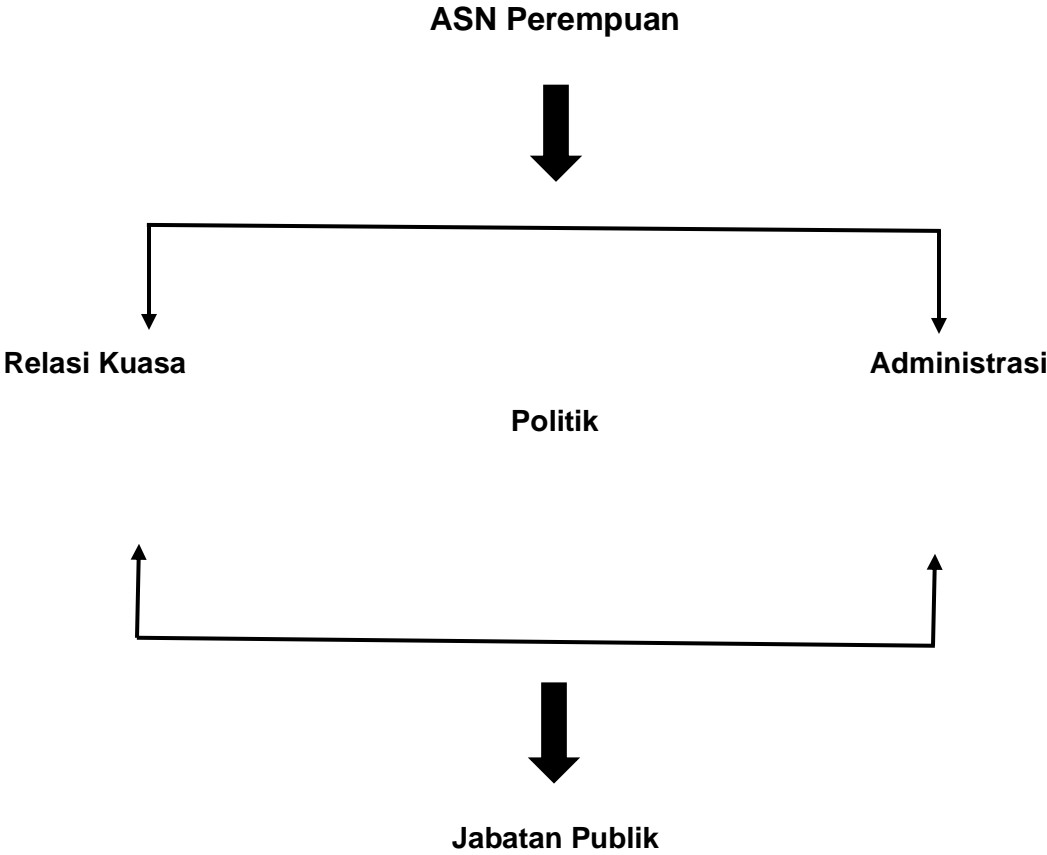 ASN Perempuan
Relasi Kuasa
Administrasi
Politik
Jabatan Publik